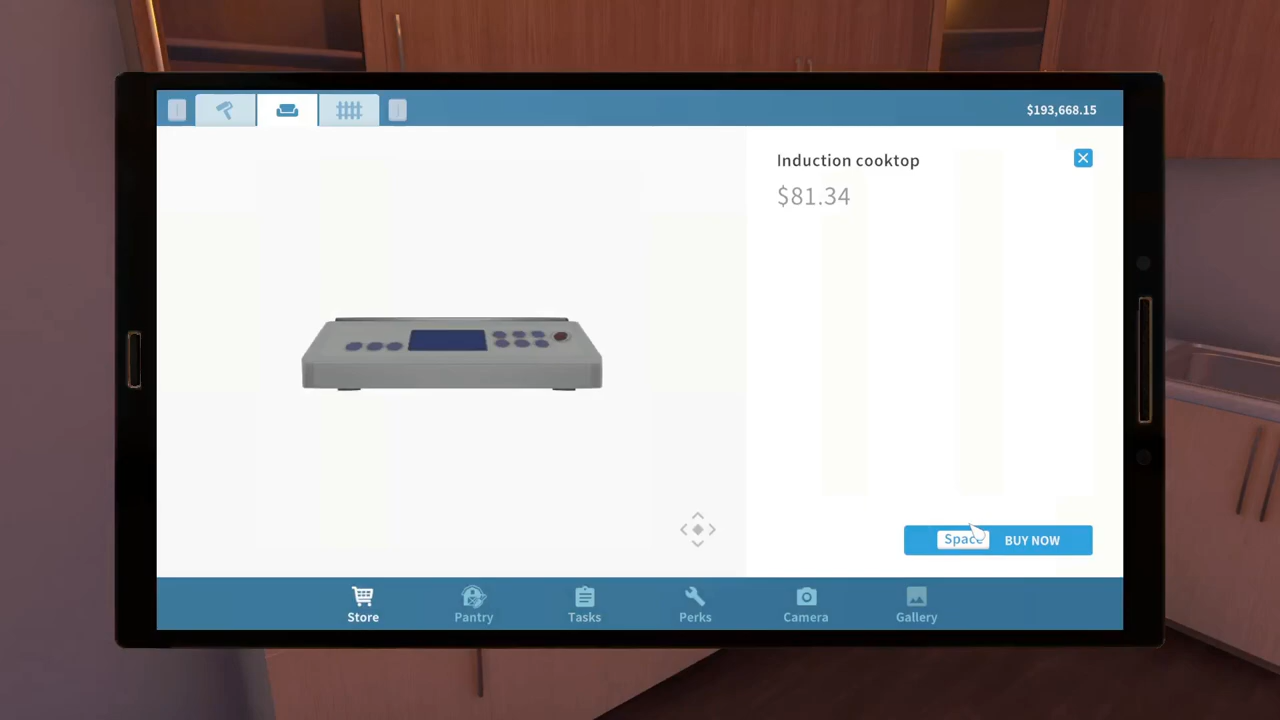 $193,668.15
Induction cooktop
$81.34
Space BUY NOW
Store
Pantry
Tasks
Perks
Camera
Gallery